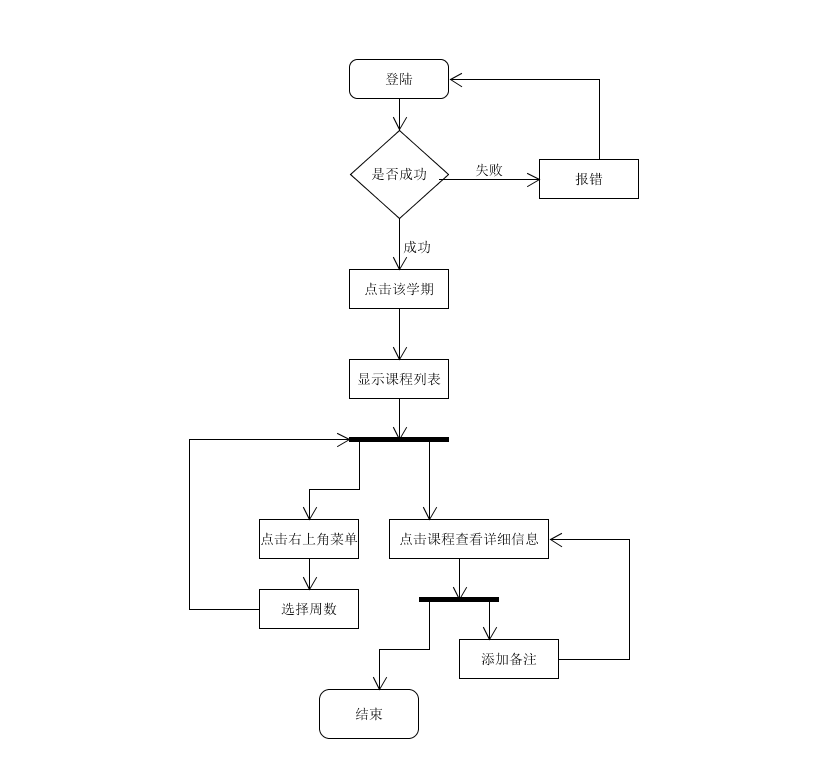 登陆
是否成功
失败
报错
成功
点击该学期
显示课程列表
点击右上角菜单
点击课程查看详细信息
选择周数
添加备注
结束